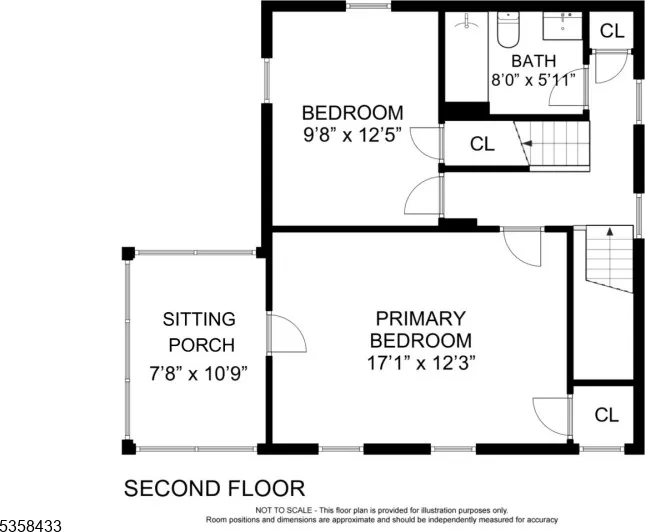 CL
BATH
8'0" x 5'11"
BEDROOM
9'8" x 12'5"
CL
SITTING
PORCH
7'8" x 10'9"
PRIMARY
BEDROOM
17'1" x 12'3"
CL
SECOND FLOOR
NOT TO SCALE - This floor plan is provided for illustration purposes only.
Room positions and dimensions are approximate and should be independently measured for accuracy
5358433